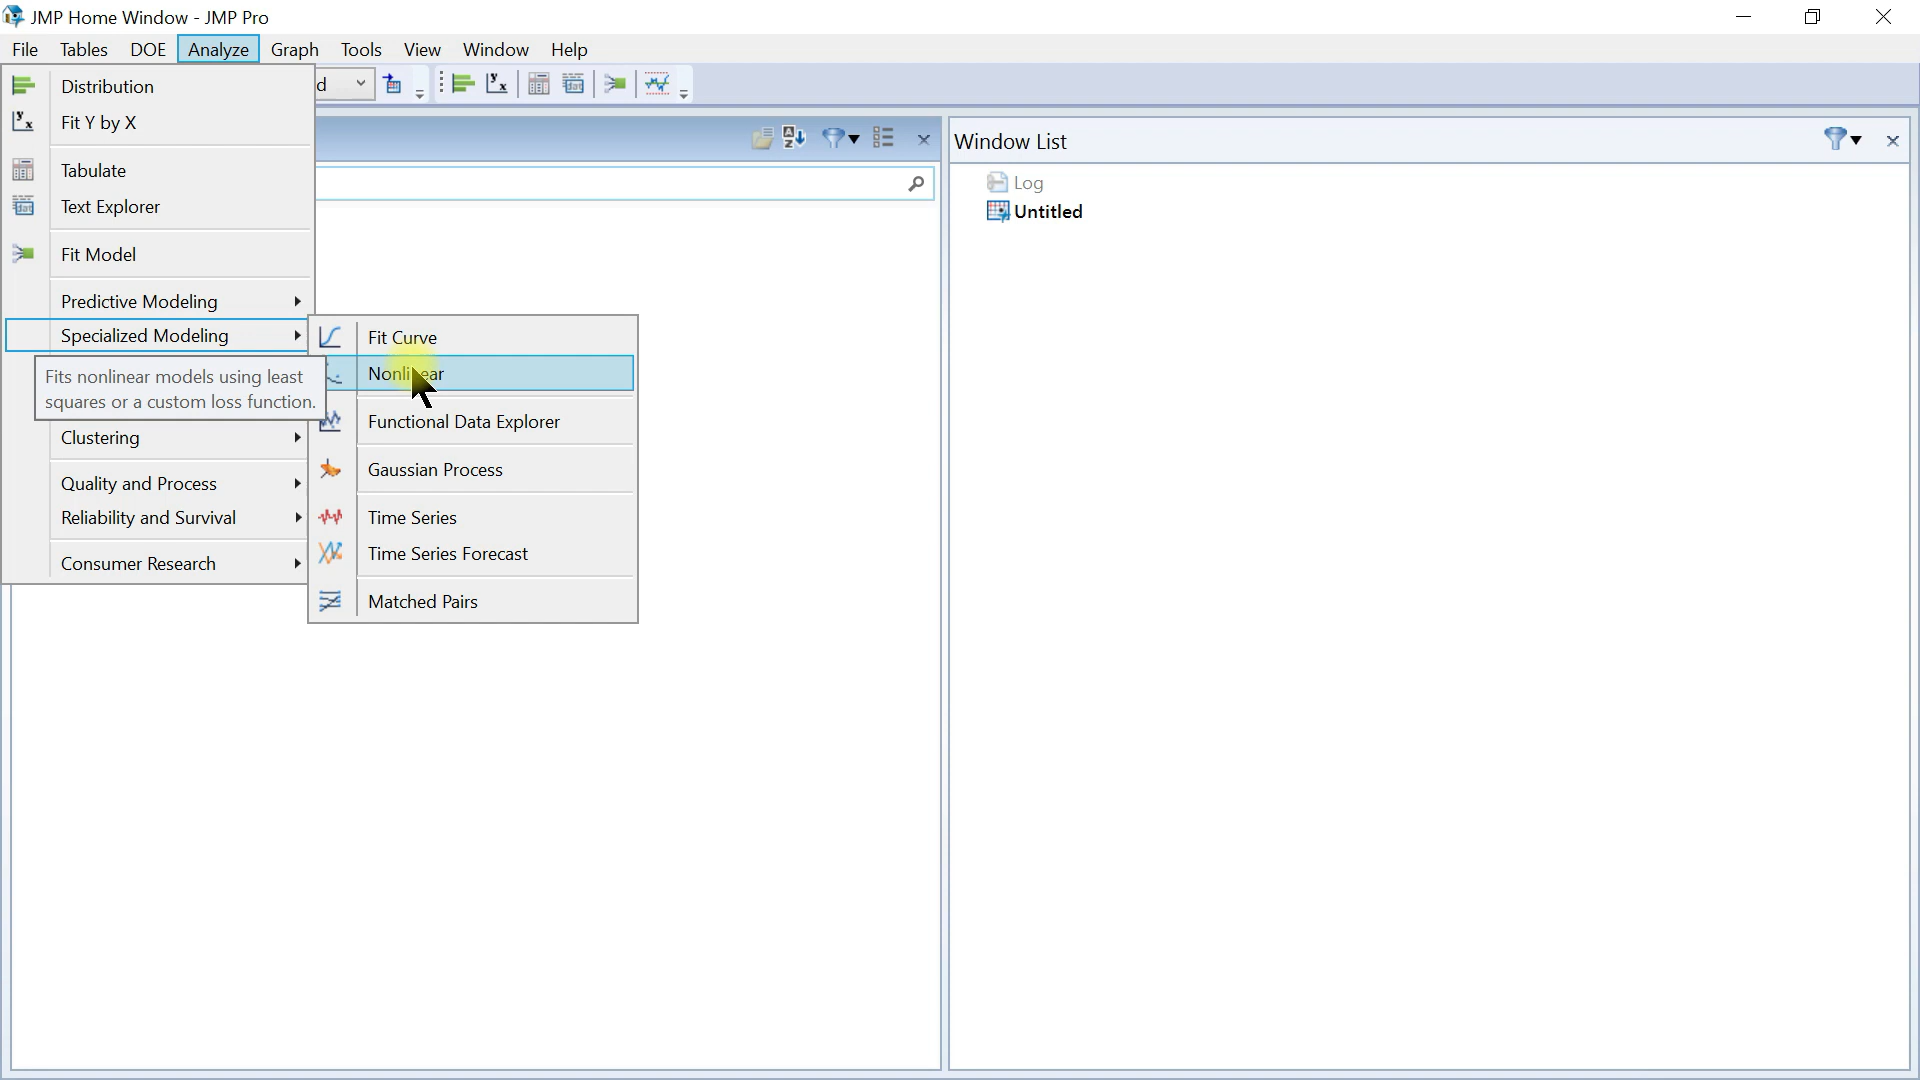 JMP Home Window - JMP Pro
File Tables DOE Analyze Graph Tools View Window Help
Distribution
Fit Y by X
Tabulate
Text Explorer
Fit Model
Predictive Modeling
Specialized Modeling
Fits nonlinear models using least
squares or a custom loss function.
Clustering
Quality and Process
Reliability and Survival
Consumer Research
Fit Curve
Nonlinear
Functional Data Explorer
Gaussian Process
Time Series
Time Series Forecast
Matched Pairs
d
Window List
Log
Untitled